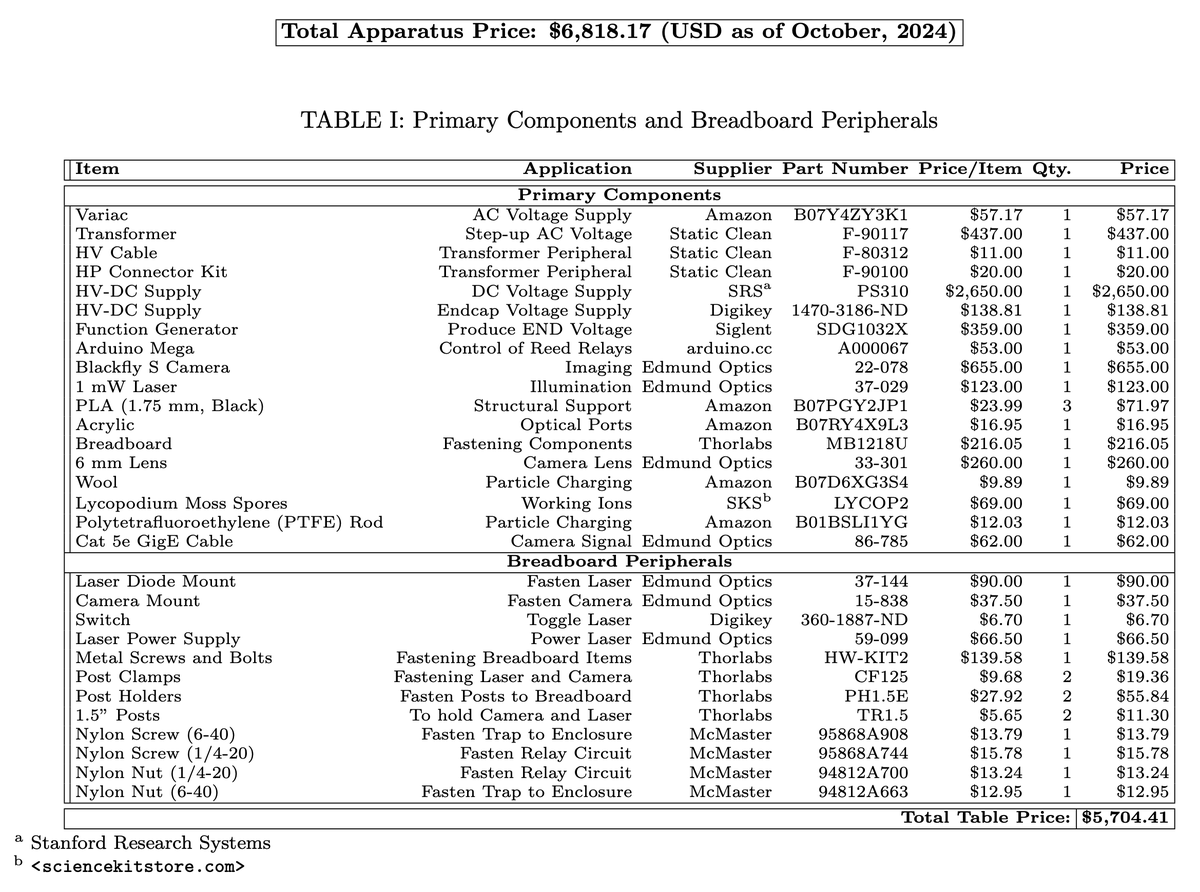 Total Apparatus Price: $6,818.17 (USD as of October, 2024)
TABLE I: Primary Components and Breadboard Peripherals
Item Application Supplier Part Number Price/Item Qty. Price
Primary Components
Variac AC Voltage Supply Amazon B07Y4ZY3K1 $57.17 1 $57.17
Transformer Step-up AC Voltage Static Clean F-90117 $437.00 1 $437.00
HV Cable Transformer Peripheral Static Clean F-80312 $11.00 1 $11.00
HP Connector Kit Transformer Peripheral Static Clean F-90100 $20.00 1 $20.00
HV-DC Supply DC Voltage Supply SRSᵃ PS310 $2,650.00 1 $2,650.00
HV-DC Supply Endcap Voltage Supply Digikey 1470-3186-ND $138.81 1 $138.81
Function Generator Produce END Voltage Siglent SDG1032X $359.00 1 $359.00
Arduino Mega Control of Reed Relays arduino.cc A000067 $53.00 1 $53.00
Blackfly S Camera Imaging Edmund Optics 22-078 $655.00 1 $655.00
1 mW Laser Illumination Edmund Optics 37-029 $123.00 1 $123.00
PLA (1.75 mm, Black) Structural Support Amazon B07PGY2JP1 $23.99 3 $71.97
Acrylic Optical Ports Amazon B07RY4X9L3 $16.95 1 $16.95
Breadboard Fastening Components Thorlabs MB1218U $216.05 1 $216.05
6 mm Lens Camera Lens Edmund Optics 33-301 $260.00 1 $260.00
Wool Particle Charging Amazon B07D6XG3S4 $9.89 1 $9.89
Lycopodium Moss Spores Working Ions SKSᵇ LYCOP2 $69.00 1 $69.00
Polytetrafluoroethylene (PTFE) Rod Particle Charging Amazon B01BSLI1YG $12.03 1 $12.03
Cat 5e GigE Cable Camera Signal Edmund Optics 86-785 $62.00 1 $62.00
Breadboard Peripherals
Laser Diode Mount Fasten Laser Edmund Optics 37-144 $90.00 1 $90.00
Camera Mount Fasten Camera Edmund Optics 15-838 $37.50 1 $37.50
Switch Toggle Laser Digikey 360-1887-ND $6.70 1 $6.70
Laser Power Supply Power Laser Edmund Optics 59-099 $66.50 1 $66.50
Metal Screws and Bolts Fastening Breadboard Items Thorlabs HW-KIT2 $139.58 1 $139.58
Post Clamps Fastening Laser and Camera Thorlabs CF125 $9.68 2 $19.36
Post Holders Fasten Posts to Breadboard Thorlabs PH1.5E $27.92 2 $55.84
1.5” Posts To hold Camera and Laser Thorlabs TR1.5 $5.65 2 $11.30
Nylon Screw (6-40) Fasten Trap to Enclosure McMaster 95868A908 $13.79 1 $13.79
Nylon Screw (1/4-20) Fasten Relay Circuit McMaster 95868A744 $15.78 1 $15.78
Nylon Nut (1/4-20) Fasten Relay Circuit McMaster 94812A700 $13.24 1 $13.24
Nylon Nut (6-40) Fasten Trap to Enclosure McMaster 94812A663 $12.95 1 $12.95
Total Table Price: $5,704.41
ᵃ Stanford Research Systems
ᵇ <sciencekitstore.com>